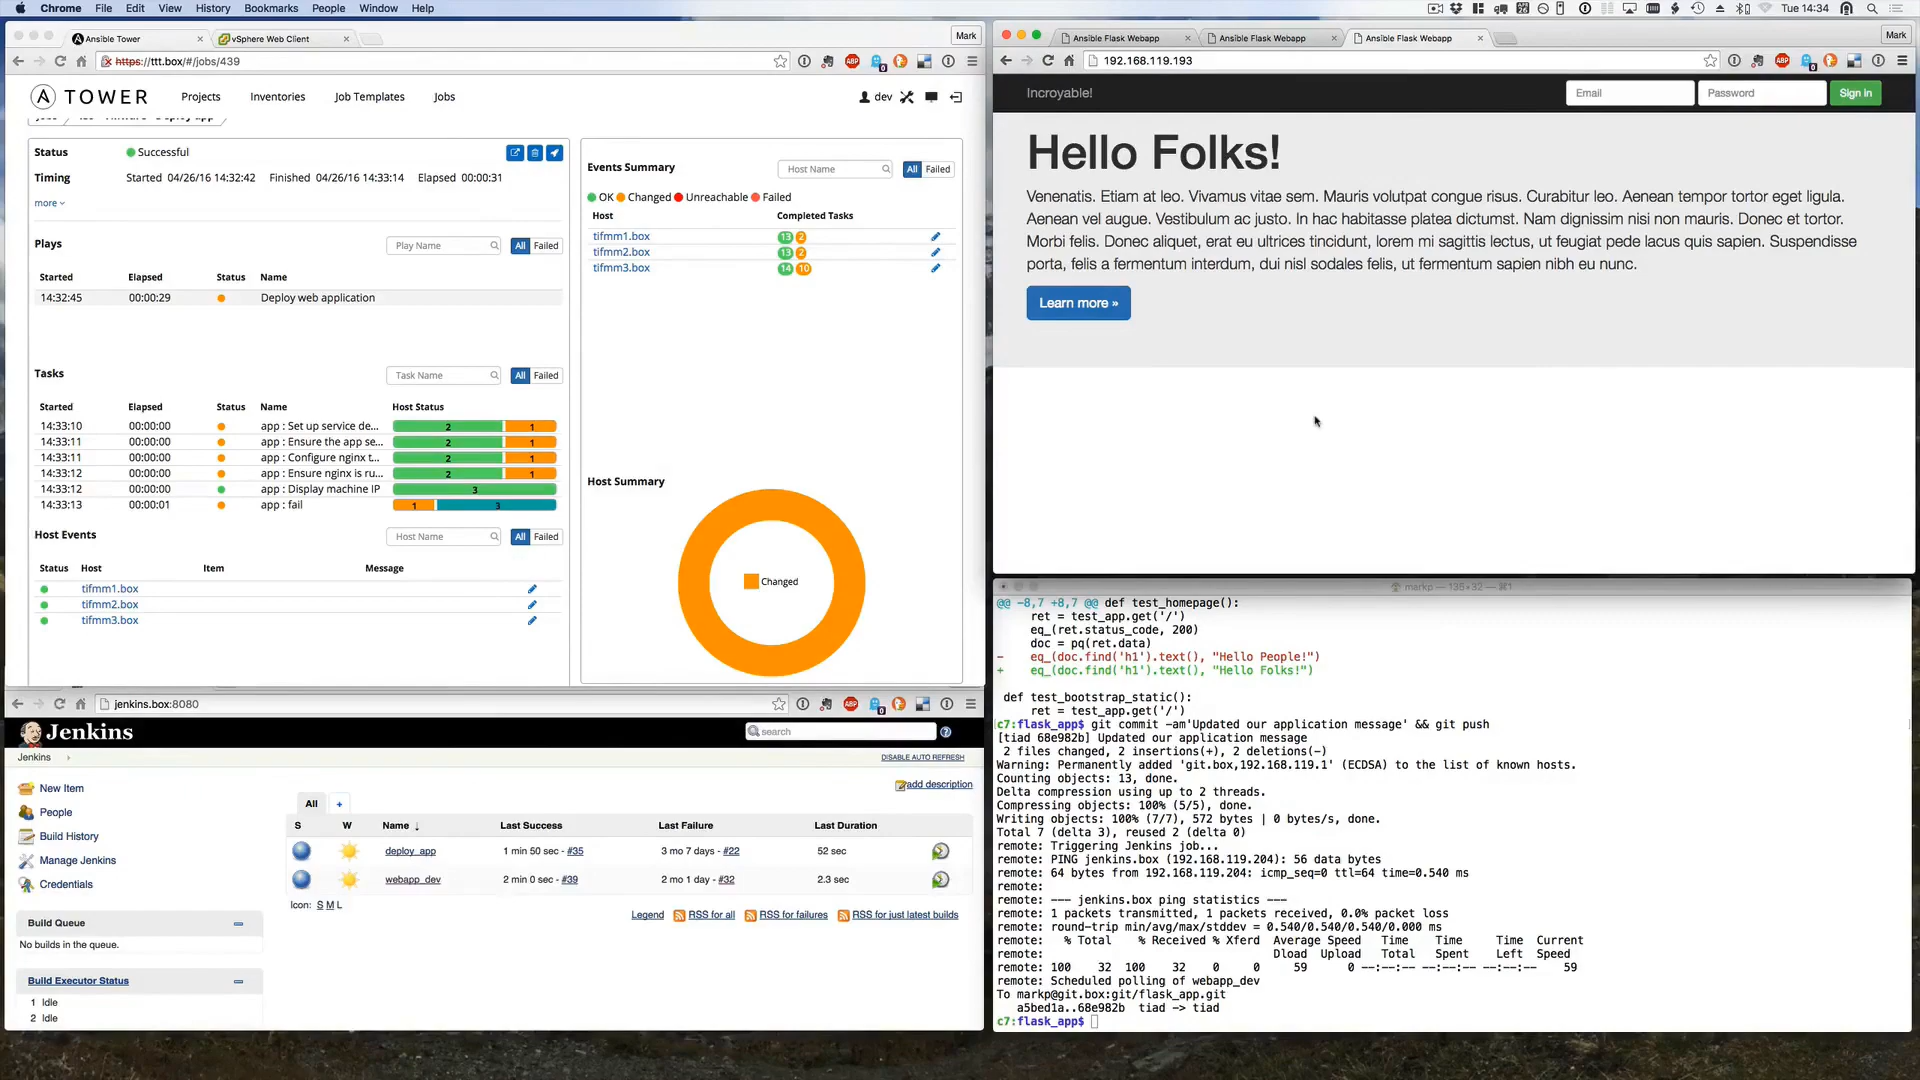 Chrome File Edit View History Bookmarks People Window Help
Tue 14:34
Ansible Tower
vSphere Web Client
Mark
https://ttt.box/#/jobs/439
TOWER
Projects Inventories Job Templates Jobs
dev
Status Successful
Timing Started 04/26/16 14:32:42 Finished 04/26/16 14:33:14 Elapsed 00:00:31
more
Plays
Play Name
All Failed
Started Elapsed Status Name
14:32:45 00:00:29 Deploy web application
Tasks
Task Name
All Failed
Started Elapsed Status Name Host Status
14:33:10 00:00:00 app : Set up service de... 2 1
14:33:11 00:00:00 app : Ensure the app se... 2 1
14:33:11 00:00:00 app : Configure nginx t... 2 1
14:33:12 00:00:00 app : Ensure nginx is ru... 2 1
14:33:12 00:00:00 app : Display machine IP 3
14:33:13 00:00:01 app : fail 1 3
Host Events
Host Name
All Failed
Status Host Item Message
tifmm1.box
tifmm2.box
tifmm3.box
Events Summary
Host Name
All Failed
OK Changed Unreachable Failed
Host Completed Tasks
tifmm1.box 13 2
tifmm2.box 13 2
tifmm3.box 14 10
Host Summary
Changed
Ansible Flask Webapp
Ansible Flask Webapp
Ansible Flask Webapp
Mark
192.168.119.193
Incroyable!
Email
Password
Sign in
Hello Folks!
Venenatis. Etiam at leo. Vivamus vitae sem. Mauris volutpat congue risus. Curabitur leo. Aenean tempor tortor eget ligula.
Aenean vel augue. Vestibulum ac justo. In hac habitasse platea dictumst. Nam dignissim nisi non mauris. Donec et tortor.
Morbi felis. Donec aliquet, erat eu ultrices tincidunt, lorem mi sagittis lectus, ut feugiat pede lacus quis sapien. Suspendisse
porta, felis a fermentum interdum, dui nisl sodales felis, ut fermentum sapien nibh eu nunc.
Learn more »
jenkins.box:8080
Jenkins
search
Jenkins
DISABLE AUTO REFRESH
New Item
People
Build History
Manage Jenkins
Credentials
Build Queue
No builds in the queue.
Build Executor Status
1 Idle
2 Idle
add description
All +
S W Name ↓ Last Success Last Failure Last Duration
deploy_app 1 min 50 sec - #35 3 mo 7 days - #22 52 sec
webapp_dev 2 min 0 sec - #39 2 mo 1 day - #32 2.3 sec
Icon: S M L
Legend RSS for all RSS for failures RSS for just latest builds
markp — 135×32 — ⌘1
@@ -8,7 +8,7 @@ def test_homepage():
ret = test_app.get('/')
eq_(ret.status_code, 200)
doc = pq(ret.data)
- eq_(doc.find('h1').text(), "Hello People!")
+ eq_(doc.find('h1').text(), "Hello Folks!")
def test_bootstrap_static():
ret = test_app.get('/')
c7:flask_app$ git commit -am'Updated our application message' && git push
[tiad 68e982b] Updated our application message
2 files changed, 2 insertions(+), 2 deletions(-)
Warning: Permanently added 'git.box,192.168.119.1' (ECDSA) to the list of known hosts.
Counting objects: 13, done.
Delta compression using up to 2 threads.
Compressing objects: 100% (5/5), done.
Writing objects: 100% (7/7), 572 bytes | 0 bytes/s, done.
Total 7 (delta 3), reused 2 (delta 0)
remote: Triggering Jenkins job...
remote: PING jenkins.box (192.168.119.204): 56 data bytes
remote: 64 bytes from 192.168.119.204: icmp_seq=0 ttl=64 time=0.540 ms
remote:
remote: --- jenkins.box ping statistics ---
remote: 1 packets transmitted, 1 packets received, 0.0% packet loss
remote: round-trip min/avg/max/stddev = 0.540/0.540/0.540/0.000 ms
remote: % Total % Received % Xferd Average Speed Time Time Time Current
remote: Dload Upload Total Spent Left Speed
remote: 100 32 100 32 0 0 59 0 --:--:-- --:--:-- --:--:-- 59
remote: Scheduled polling of webapp_dev
To markp@git.box:git/flask_app.git
a5bed1a..68e982b tiad -> tiad
c7:flask_app$